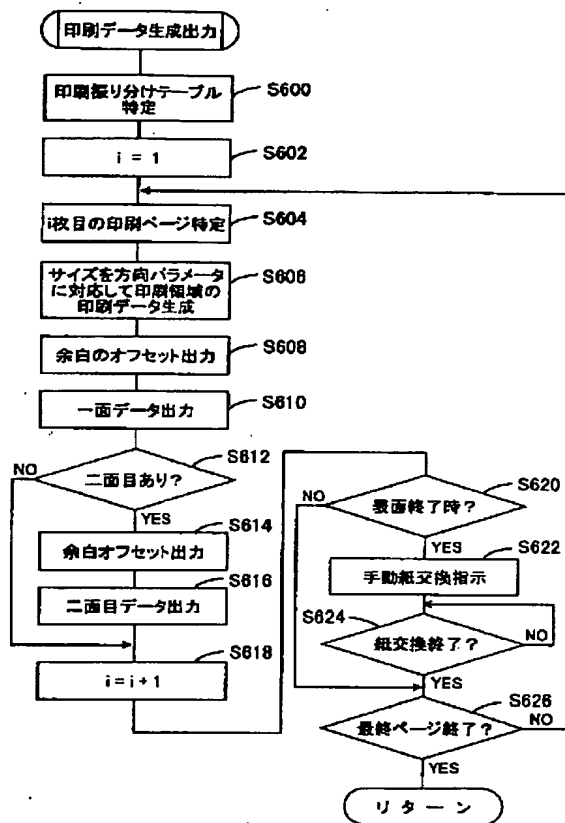 印刷データ生成出力
印刷振り分けテーブル
特定
S600
i = 1
S602
i枚目の印刷ページ特定
S604
サイズを方向パラメータ
に対応して印刷領域の
印刷データ生成
S606
余白のオフセット出力
S608
一面データ出力
S610
二面目あり?
S612
NO
YES
余白オフセット出力
S614
二面目データ出力
S616
i = i + 1
S618
表面終了時?
S620
NO
YES
手動紙交換指示
S622
紙交換終了?
S624
NO
YES
最終ページ終了?
S626
NO
YES
リターン